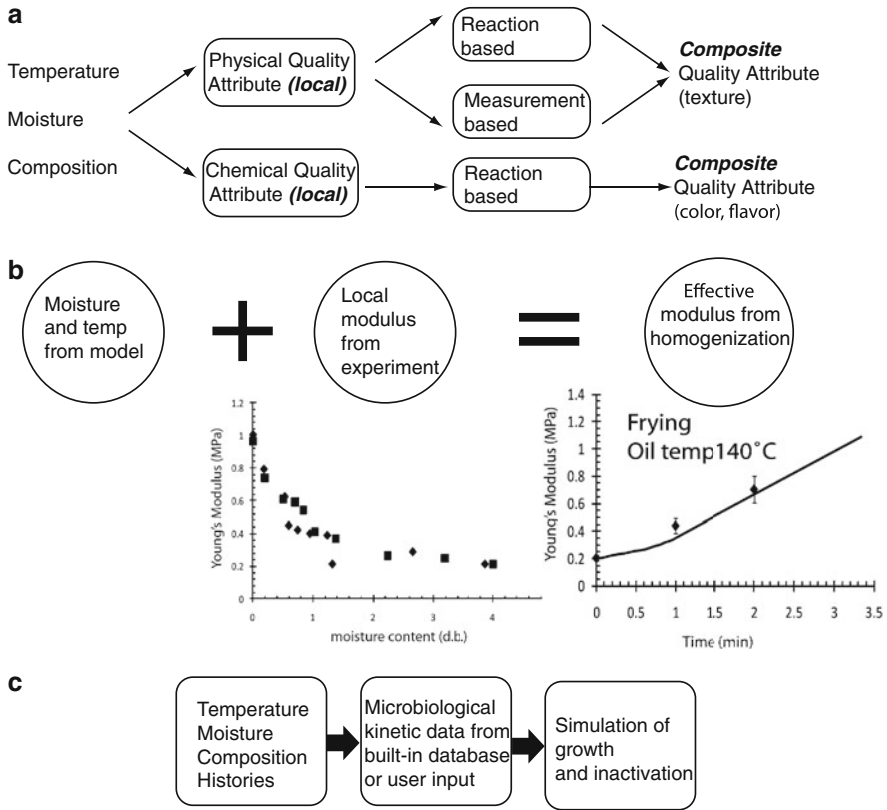 a
Temperature
Moisture
Composition
Physical Quality
Attribute (local)
Chemical Quality
Attribute (local)
Reaction
based
Measurement
based
Reaction
based
Composite
Quality Attribute
(texture)
Composite
Quality Attribute
(color, flavor)
b
Moisture
and temp
from model
+
Local
modulus
from
experiment
=
Effective
modulus from
homogenization
Young's Modulus (MPa)
1.2
1
0.8
0.6
0.4
0.2
0
0 1 2 3 4
moisture content (d.b.)
Young's Modulus (MPa)
1.4
1.2
1
0.8
0.6
0.4
0.2
0
Frying
Oil temp140˚C
0 0.5 1 1.5 2 2.5 3 3.5
Time (min)
c
Temperature
Moisture
Composition
Histories
Microbiological
kinetic data from
built-in database
or user input
Simulation of
growth
and inactivation